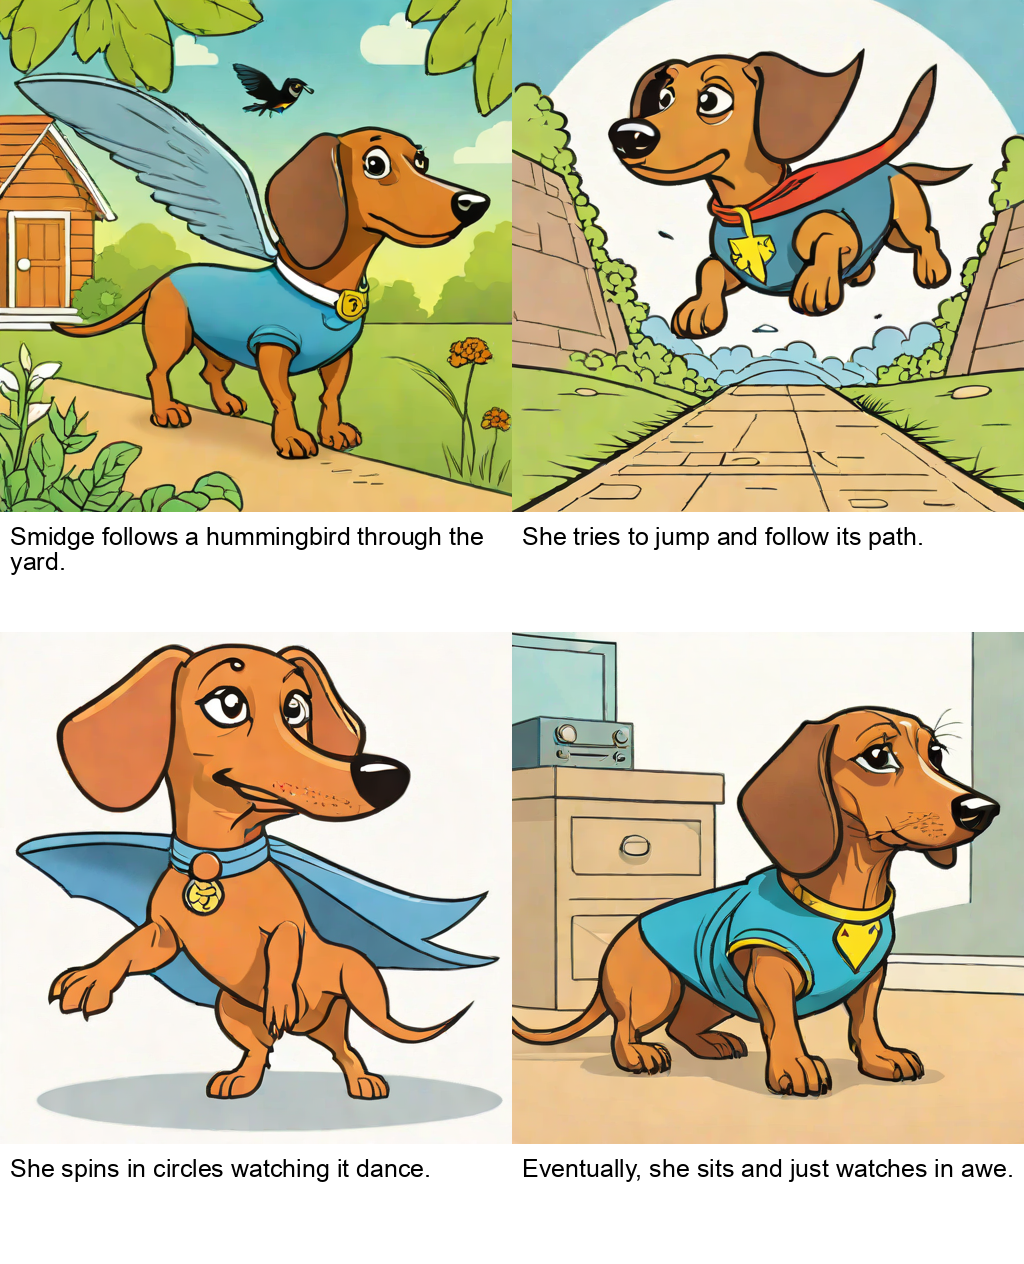 Smidge follows a hummingbird through the
yard.
She tries to jump and follow its path.
She spins in circles watching it dance.
Eventually, she sits and just watches in awe.